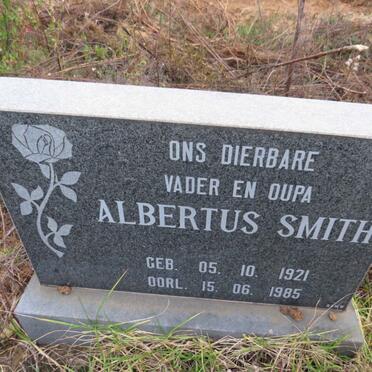 ONS DIERBARE
VADER EN OUPA
ALBERTUS SMITH
GEB. 05. 10. 1921
OORL. 15. 06. 1985